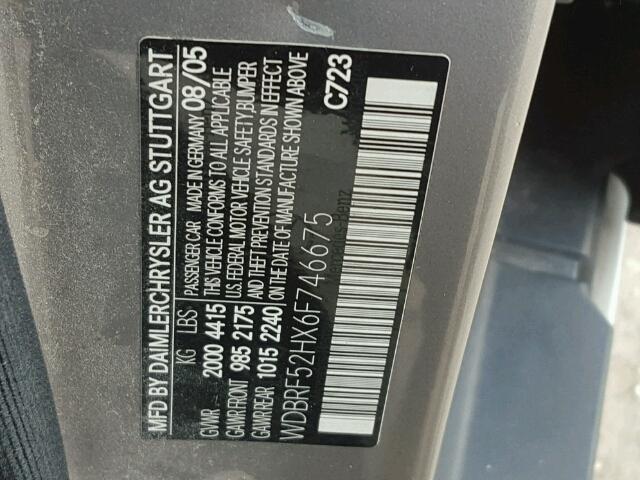 MFD BY DAIMLERCHRYSLER AG STUTTGART
PASSENGER CAR MADE IN GERMANY 08/05
KG LBS THIS VEHICLE CONFORMS TO ALL APPLICABLE
GVWR 2000 4415 U.S. FEDERAL MOTOR VEHICLE SAFETY, BUMPER
GAWR FRONT 985 2175 AND THEFT PREVENTION STANDARDS IN EFFECT
GAWR REAR 1015 2240 ON THE DATE OF MANUFACTURE SHOWN ABOVE
WDBRF52HX6F746675 C723
Mercedes-Benz